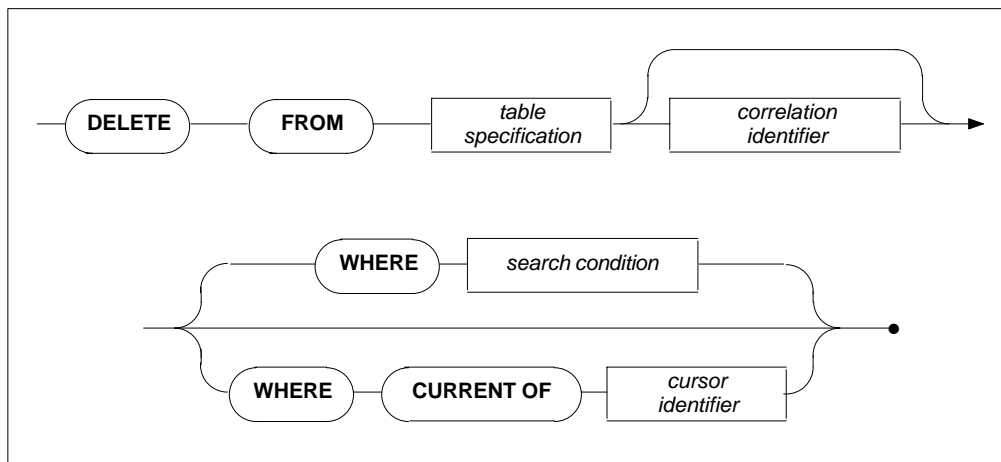 DELETE FROM table specification correlation identifier
WHERE search condition
WHERE CURRENT OF cursor identifier